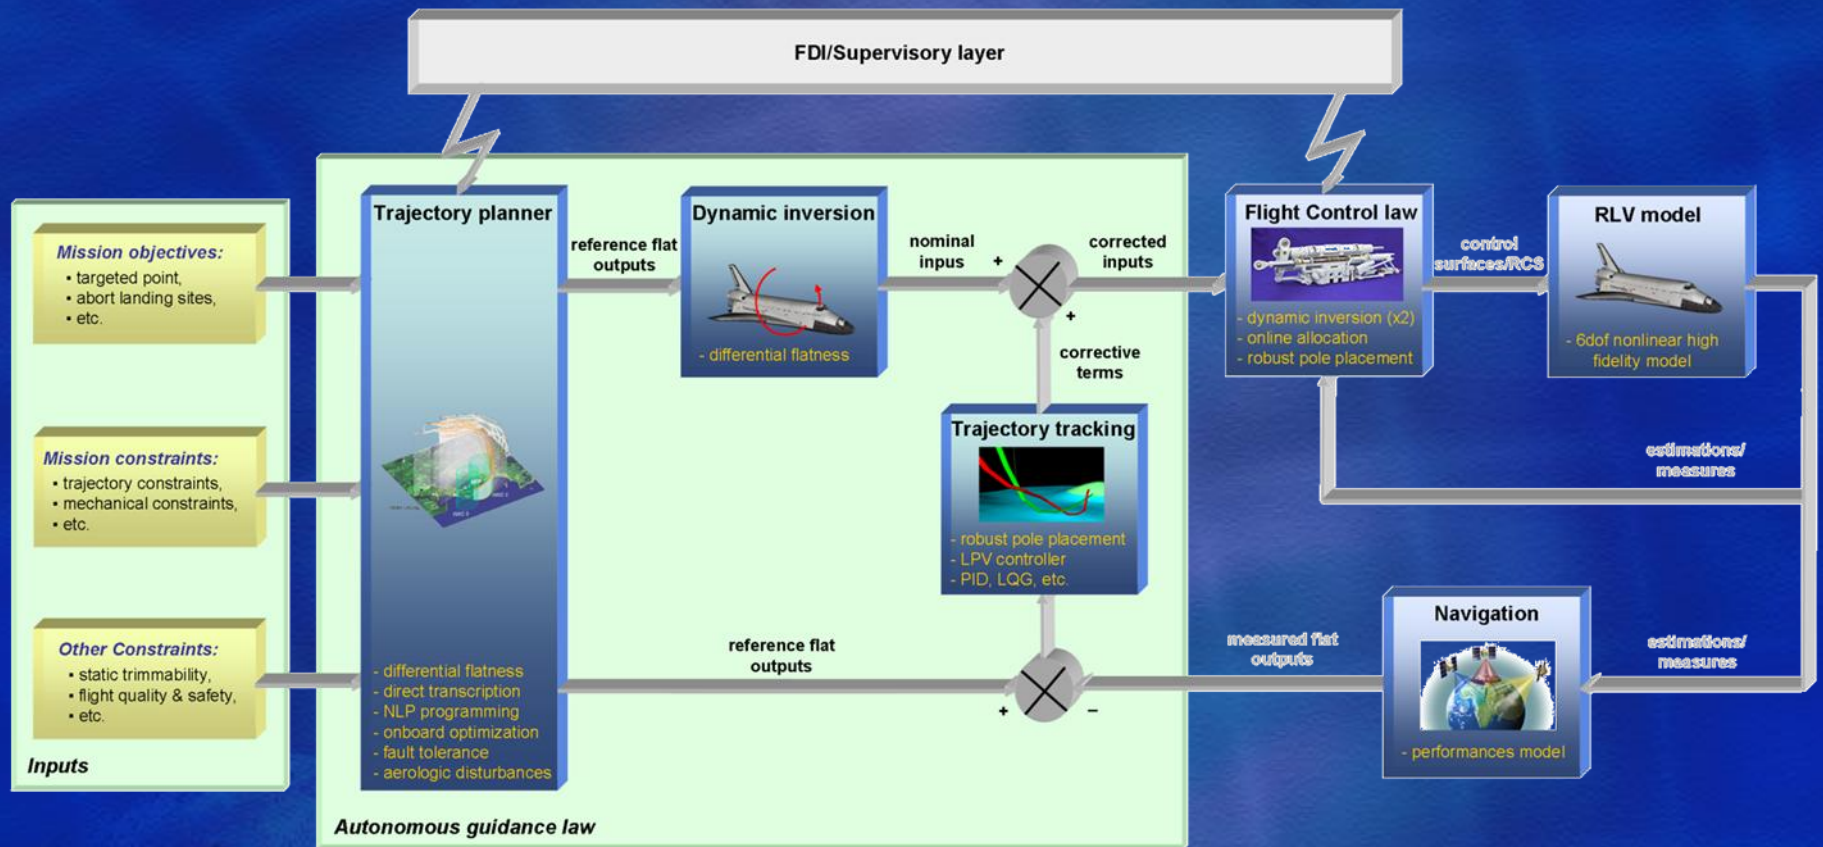 FDI/Supervisory layer
Mission objectives:
▪ targeted point,
▪ abort landing sites,
▪ etc.
Mission constraints:
▪ trajectory constraints,
▪ mechanical constraints,
▪ etc.
Other Constraints:
▪ static trimmability,
▪ flight quality & safety,
▪ etc.
Inputs
Trajectory planner
- differential flatness
- direct transcription
- NLP programming
- onboard optimization
- fault tolerance
- aerologic disturbances
reference flat
outputs
Dynamic inversion
- differential flatness
nominal
inpus
+
+
corrected
inputs
corrective
terms
Trajectory tracking
- robust pole placement
- LPV controller
- PID, LQG, etc.
reference flat
outputs
+
–
Autonomous guidance law
Flight Control law
- dynamic inversion (x2)
- online allocation
- robust pole placement
control
surfaces/RCS
RLV model
- 6dof nonlinear high
fidelity model
estimations/
measures
measured flat
outputs
Navigation
- performances model
estimations/
measures